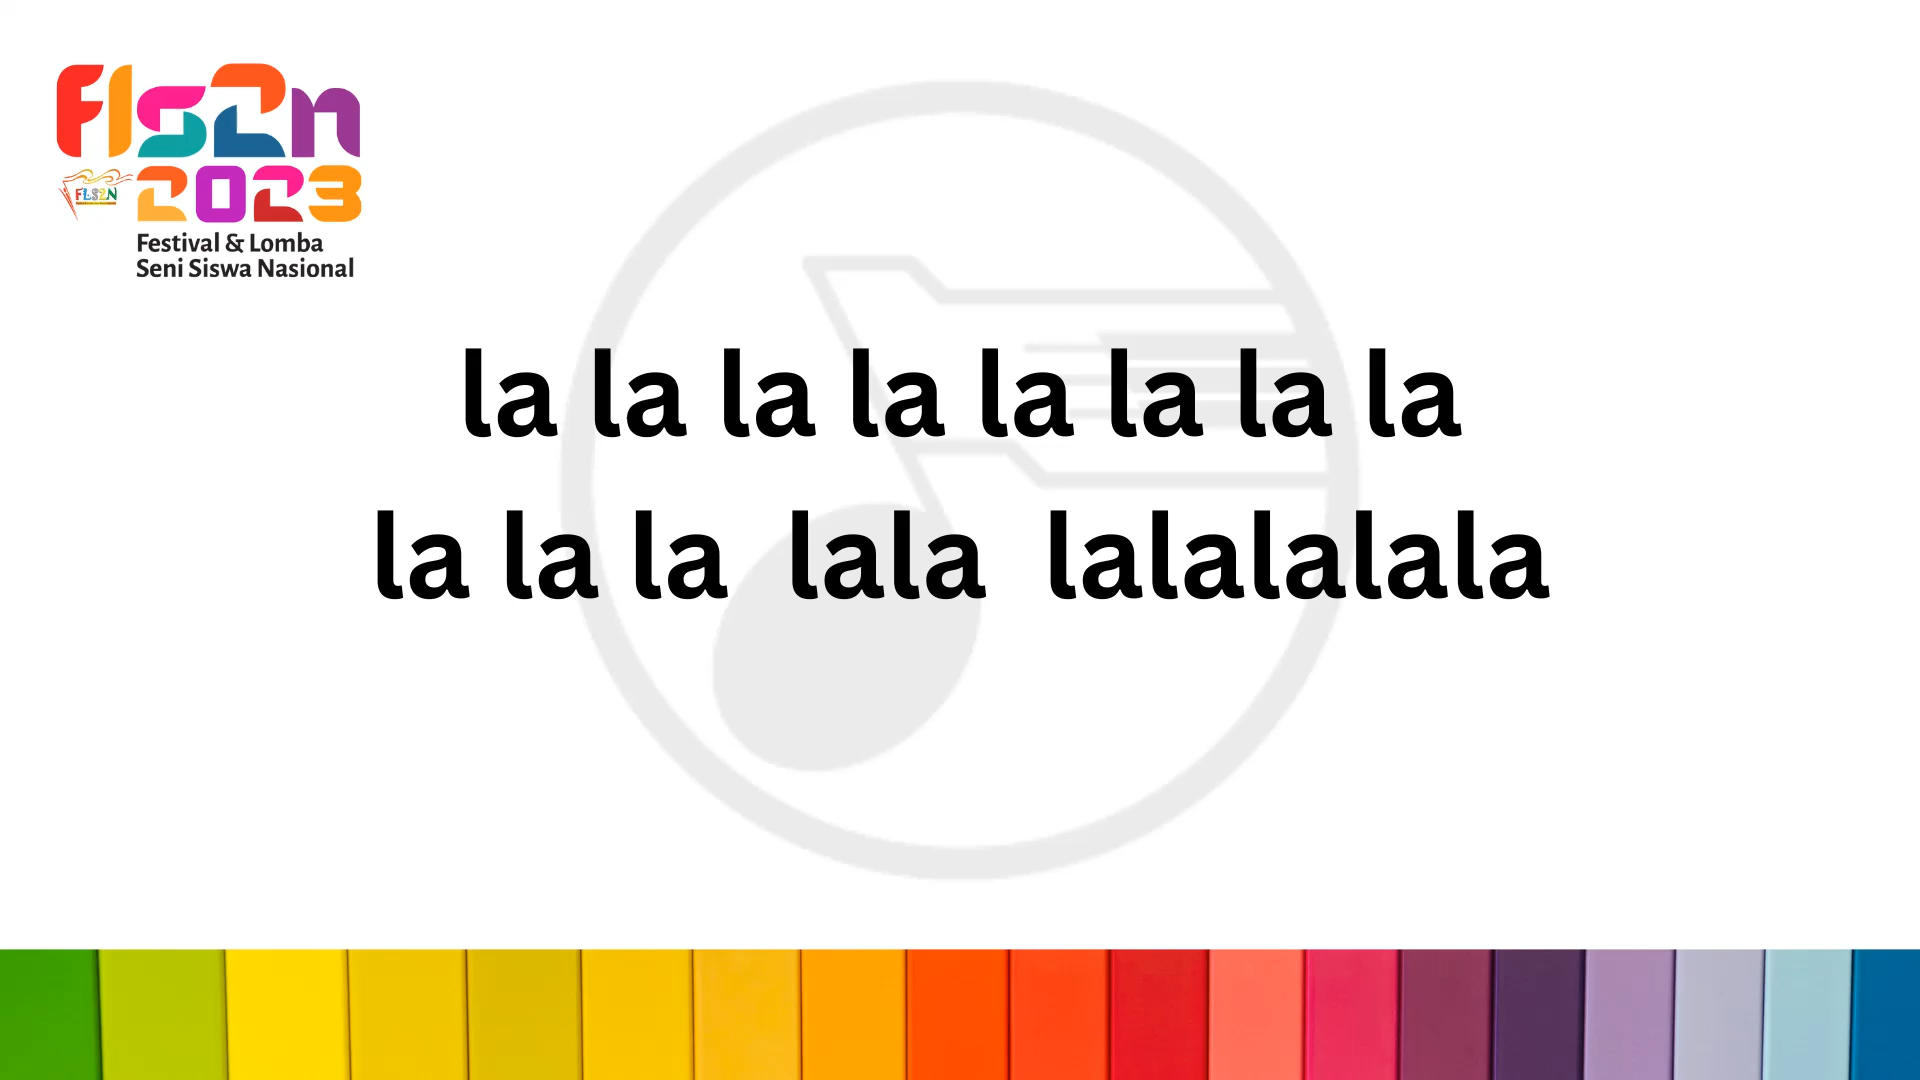 FLS2N
2023
FLS2N
Festival & Lomba
Seni Siswa Nasional
la la la la la la la la
la la la  lala  lalalalala